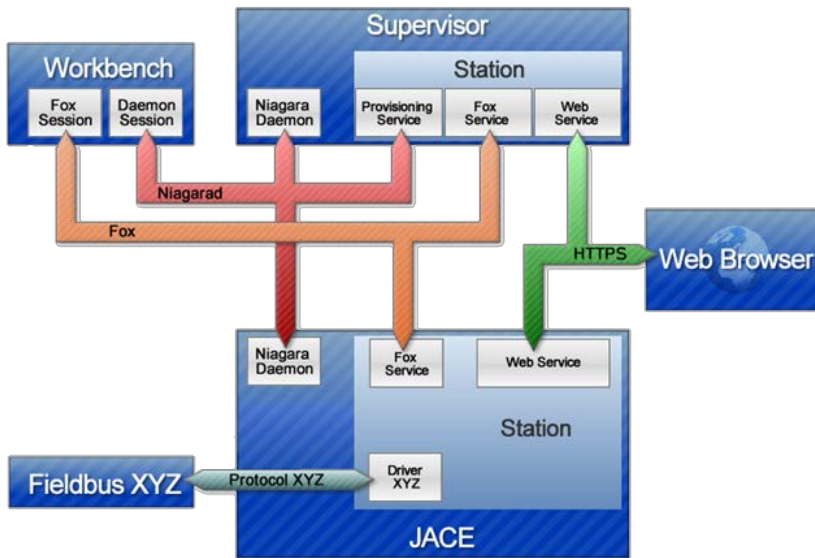 Supervisor
Workbench
Station
Fox
Session
Daemon
Session
Niagara
Daemon
Provisioning
Service
Fox
Service
Web
Service
Niagarad
Fox
HTTPS
Web Browser
Niagara
Daemon
Fox
Service
Web Service
Station
Fieldbus XYZ
Protocol XYZ
Driver
XYZ
JACE